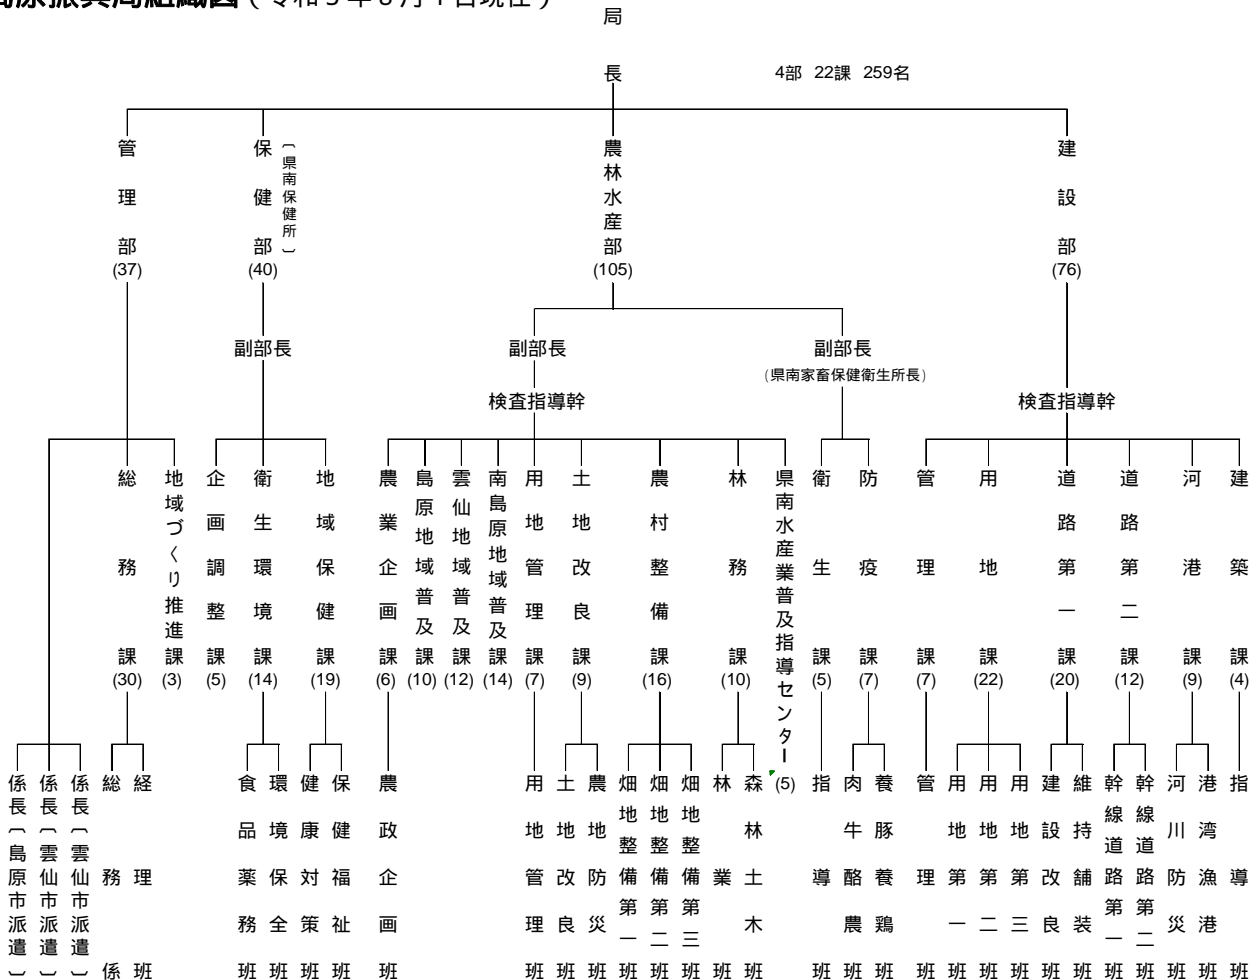 島原振興局組織図（令和５年８月１日現在）
局長
4部 22課 259名
管理部
(37)
保健部
〔県南保健所〕
(40)
農林水産部
(105)
建設部
(76)
副部長
副部長
副部長
(県南家畜保健衛生所長)
検査指導幹
検査指導幹
総務課
(30)
地域づくり推進課
(3)
企画調整課
(5)
衛生環境課
(14)
地域保健課
(19)
農業企画課
(6)
島原地域普及課
(10)
雲仙地域普及課
(12)
南島原地域普及課
(14)
用地管理課
(7)
土地改良課
(9)
農村整備課
(16)
林務課
(10)
県南水産業普及指導センター
(5)
衛生課
(5)
防疫課
(7)
管理課
(7)
用地課
(22)
道路第一課
(20)
道路第二課
(12)
河港課
(9)
建築課
(4)
係長〔島原市派遣〕
係長〔雲仙市派遣〕
係長〔雲仙市派遣〕
総務係
経理班
食品薬務班
環境保全班
健康対策班
保健福祉班
農政企画班
用地管理班
土地改良班
農地防災班
畑地整備第一班
畑地整備第二班
畑地整備第三班
林業班
森林土木班
指導班
肉牛酪農班
養豚養鶏班
管理班
用地第一班
用地第二班
用地第三班
建設改良班
維持舗装班
幹線道路第一班
幹線道路第二班
河川防災班
港湾漁港班
指導班